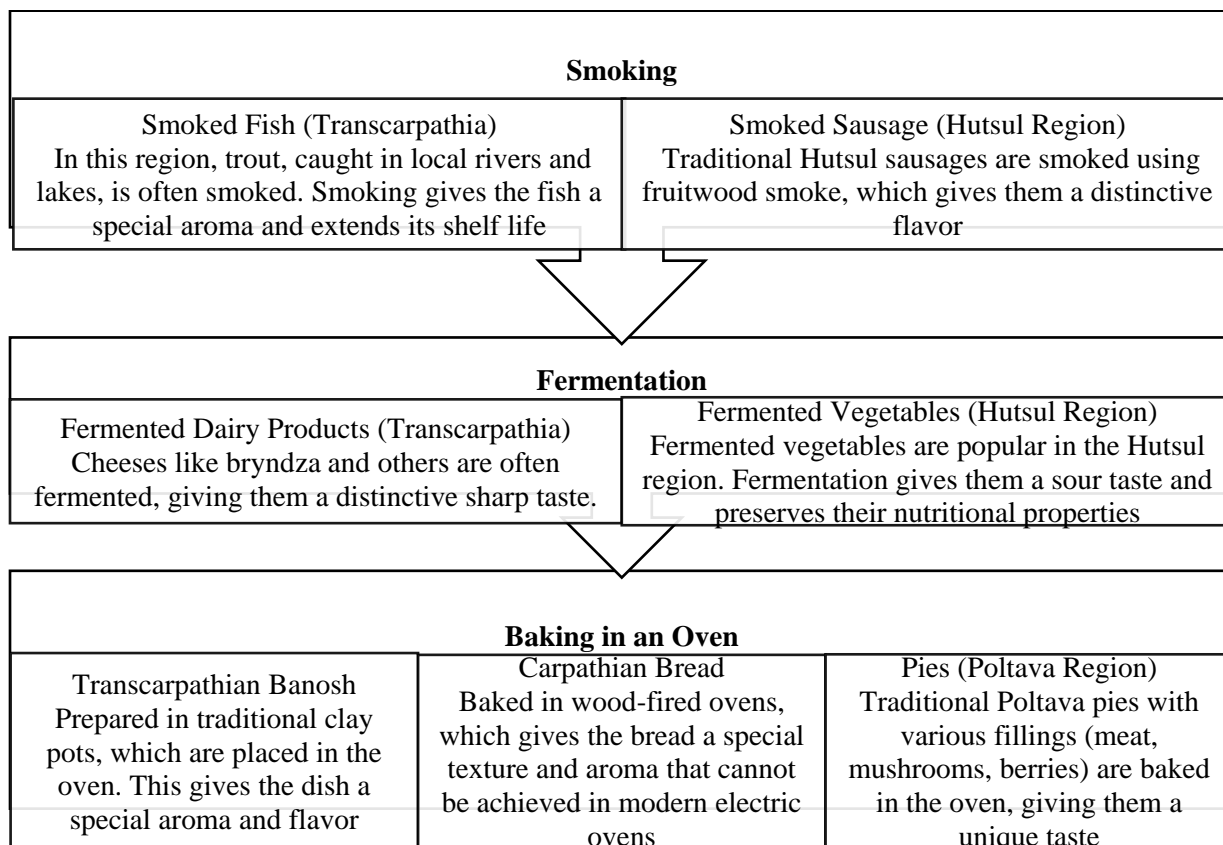 Smoking
Smoked Fish (Transcarpathia)
In this region, trout, caught in local rivers and
lakes, is often smoked. Smoking gives the fish a
special aroma and extends its shelf life
Smoked Sausage (Hutsul Region)
Traditional Hutsul sausages are smoked using
fruitwood smoke, which gives them a distinctive
flavor
Fermentation
Fermented Dairy Products (Transcarpathia)
Cheeses like bryndza and others are often
fermented, giving them a distinctive sharp taste.
Fermented Vegetables (Hutsul Region)
Fermented vegetables are popular in the Hutsul
region. Fermentation gives them a sour taste and
preserves their nutritional properties
Baking in an Oven
Transcarpathian Banosh
Prepared in traditional clay
pots, which are placed in the
oven. This gives the dish a
special aroma and flavor
Carpathian Bread
Baked in wood-fired ovens,
which gives the bread a special
texture and aroma that cannot
be achieved in modern electric
ovens
Pies (Poltava Region)
Traditional Poltava pies with
various fillings (meat,
mushrooms, berries) are baked
in the oven, giving them a
unique taste